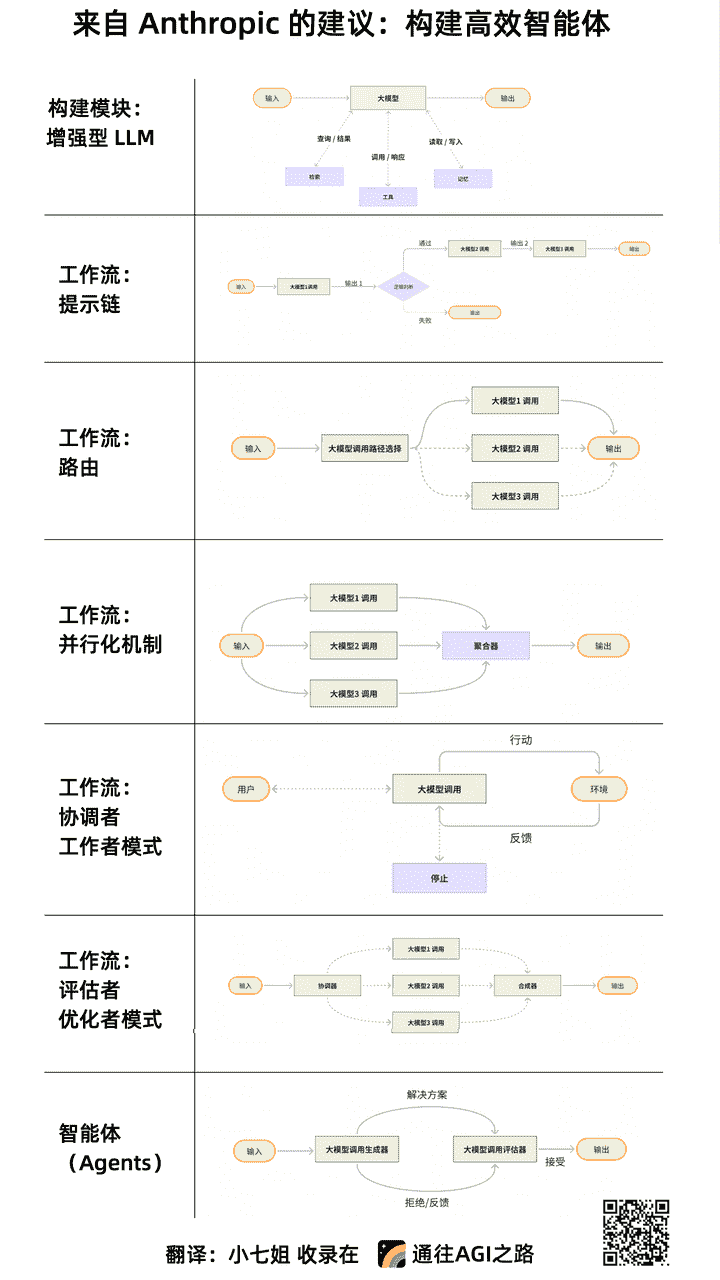 来自 Anthropic 的建议：构建高效智能体
构建模块：
增强型 LLM
输入
大模型
输出
查询 / 结果
调用 / 响应
读取 / 写入
检索
工具
记忆
工作流：
提示链
输入
大模型1调用
输出 1
通过
大模型2 调用
输出 2
大模型3 调用
输出
失败
输出
工作流：
路由
输入
大模型调用路径选择
大模型1 调用
大模型2 调用
大模型3 调用
输出
工作流：
并行化机制
输入
大模型1 调用
大模型2 调用
大模型3 调用
聚合器
输出
工作流：
协调者
工作者模式
用户
大模型调用
行动
环境
反馈
停止
工作流：
评估者
优化者模式
输入
协调器
大模型1 调用
大模型2 调用
大模型3 调用
合成器
输出
智能体
（Agents）
输入
大模型调用生成器
解决方案
大模型调用评估器
接受
输出
拒绝/反馈
翻译：小七姐 收录在 通往AGI之路